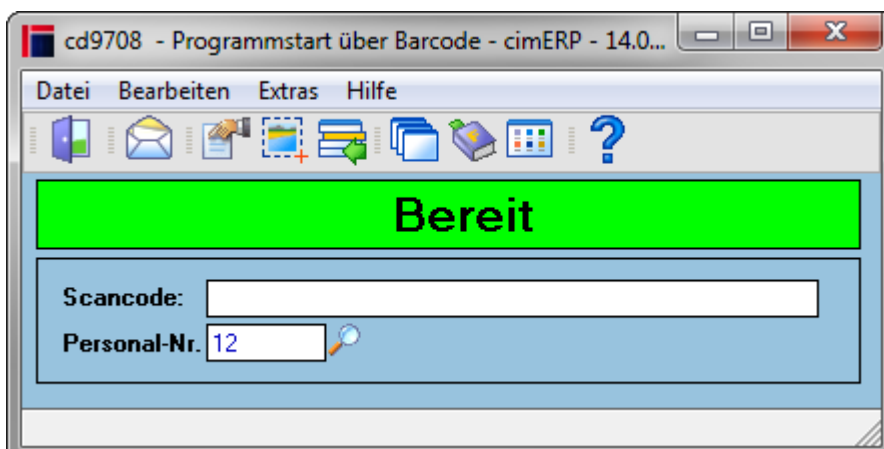 cd9708 - Programmstart über Barcode - cimERP - 14.0...
Datei Bearbeiten Extras Hilfe
Bereit
Scancode:
Personal-Nr. 12